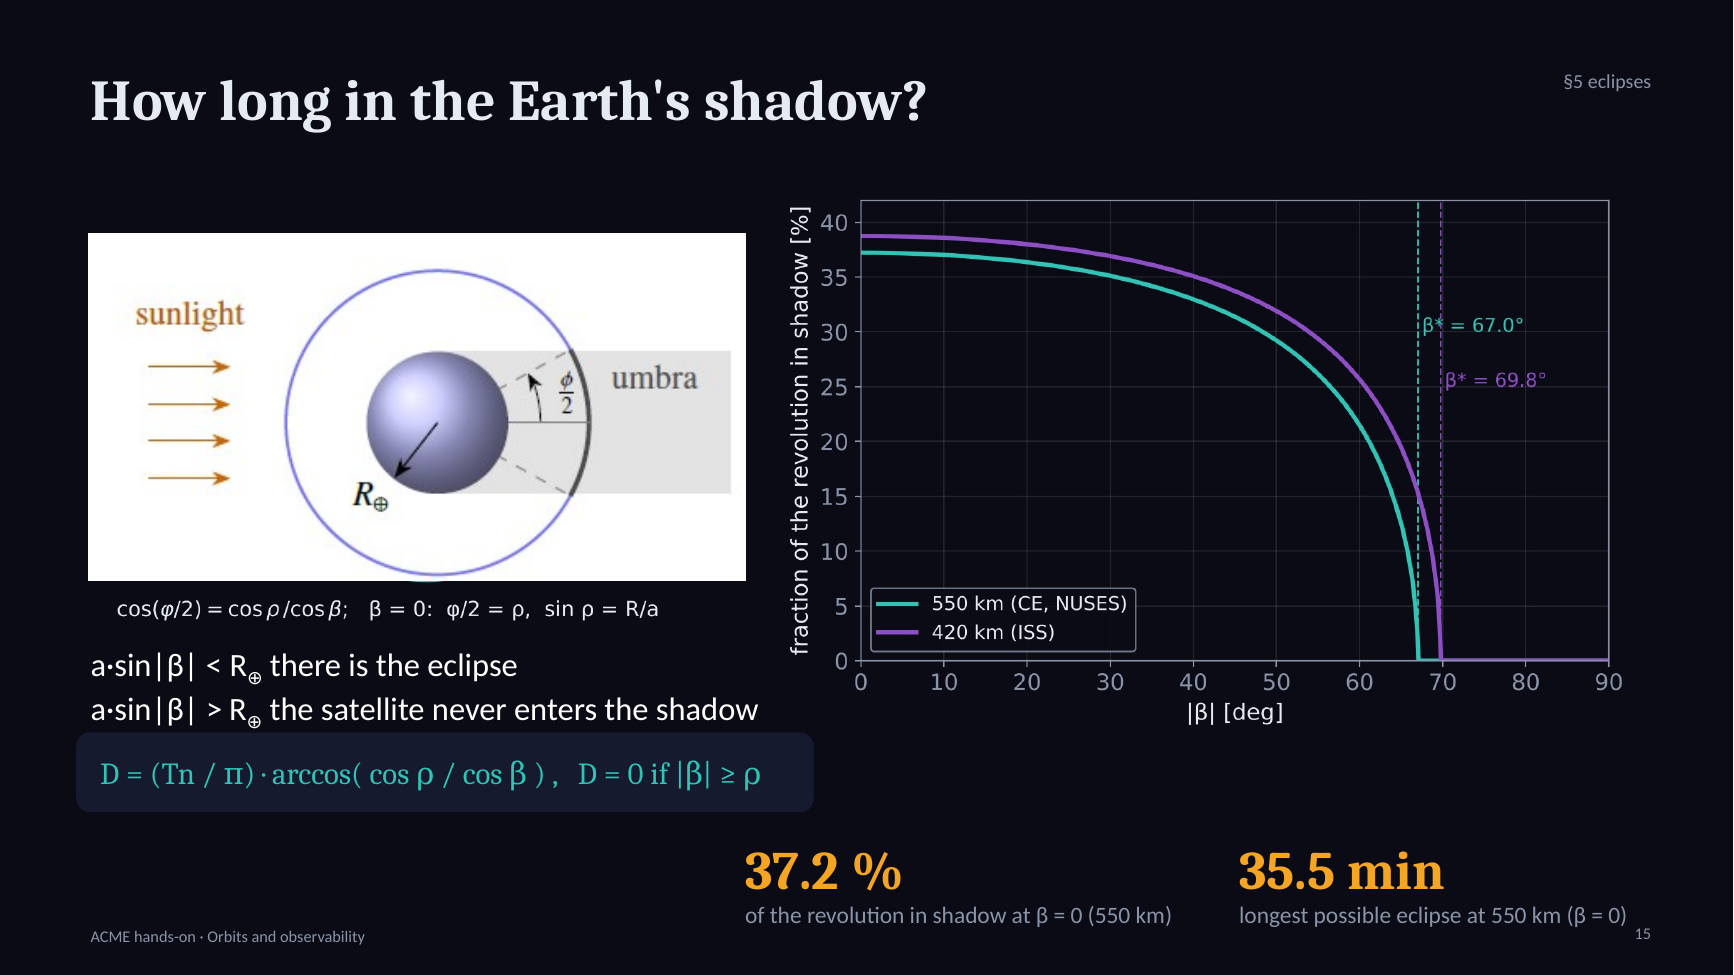 How long in the Earth's shadow?
§5 eclipses
sunlight
umbra
ϕ
2
R⊕
cos(φ/2) = cos ρ /cos β;   β = 0:  φ/2 = ρ,  sin ρ = R/a
a·sin|β| < R⊕ there is the eclipse
a·sin|β| > R⊕ the satellite never enters the shadow
D = (Tn / π) · arccos( cos ρ / cos β ) ,   D = 0 if |β| ≥ ρ
fraction of the revolution in shadow [%]
40
35
30
25
20
15
10
5
0
β* = 67.0°
β* = 69.8°
550 km (CE, NUSES)
420 km (ISS)
0 10 20 30 40 50 60 70 80 90
|β| [deg]
37.2 %
of the revolution in shadow at β = 0 (550 km)
35.5 min
longest possible eclipse at 550 km (β = 0)
ACME hands-on · Orbits and observability
15